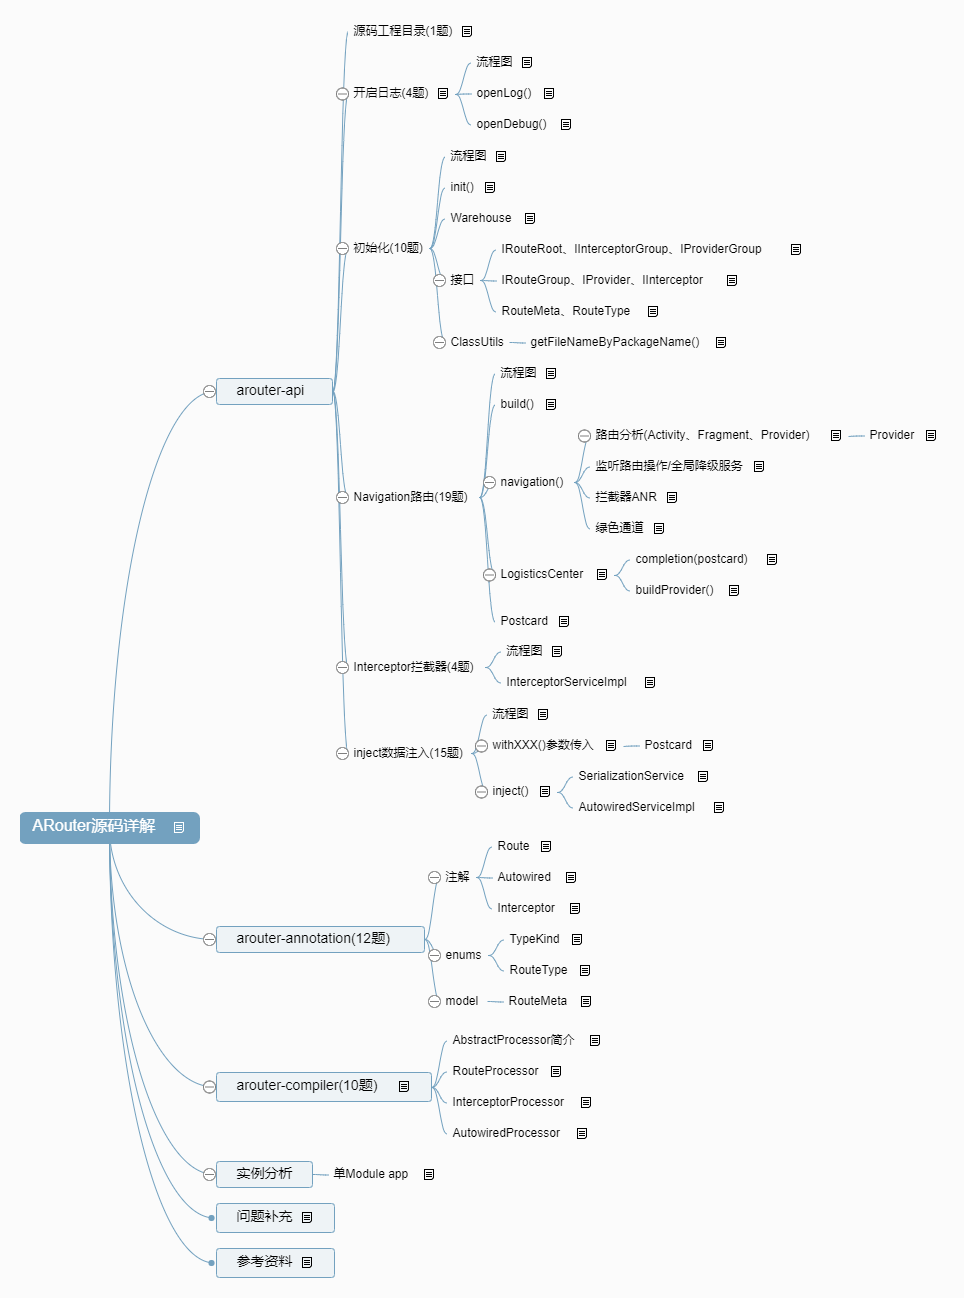 源码工程目录(1题)
流程图
开启日志(4题)
openLog()
openDebug()
流程图
init()
Warehouse
初始化(10题)
IRouteRoot、IInterceptorGroup、IProviderGroup
接口
IRouteGroup、IProvider、IInterceptor
RouteMeta、RouteType
ClassUtils
getFileNameByPackageName()
arouter-api
流程图
build()
路由分析(Activity、Fragment、Provider)
Provider
监听路由操作/全局降级服务
navigation()
Navigation路由(19题)
拦截器ANR
绿色通道
completion(postcard)
LogisticsCenter
buildProvider()
Postcard
流程图
Interceptor拦截器(4题)
InterceptorServiceImpl
流程图
withXXX()参数传入
Postcard
inject数据注入(15题)
SerializationService
inject()
AutowiredServiceImpl
ARouter源码详解
Route
注解
Autowired
Interceptor
arouter-annotation(12题)
TypeKind
enums
RouteType
model
RouteMeta
AbstractProcessor简介
RouteProcessor
arouter-compiler(10题)
InterceptorProcessor
AutowiredProcessor
实例分析
单Module app
问题补充
参考资料